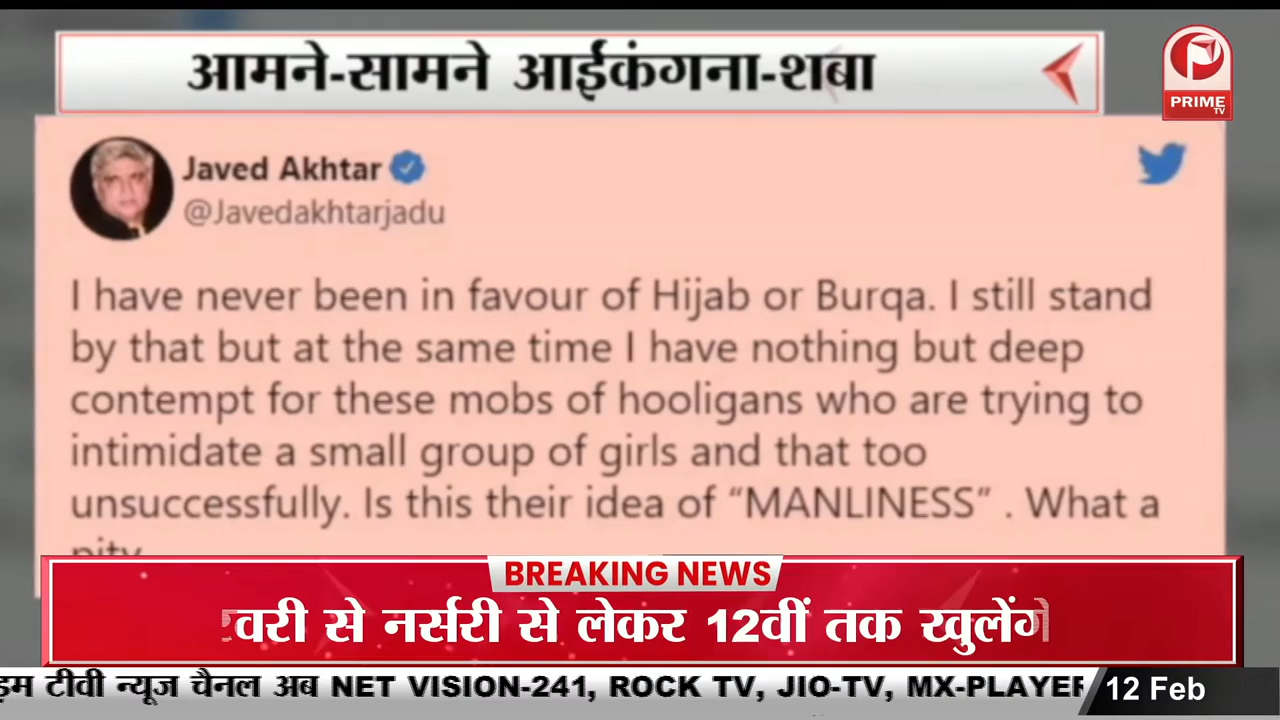 आमने-सामने आईकंगना-शबा
PRIME
TV
Javed Akhtar
@Javedakhtarjadu
I have never been in favour of Hijab or Burqa. I still stand
by that but at the same time I have nothing but deep
contempt for these mobs of hooligans who are trying to
intimidate a small group of girls and that too
unsuccessfully. Is this their idea of “MANLINESS” . What a
pity
BREAKING NEWS
वरी से नर्सरी से लेकर 12वीं तक खुलेंगे
इम टीवी न्यूज चैनल अब NET VISION-241, ROCK TV, JIO-TV, MX-PLAYER
12 Feb